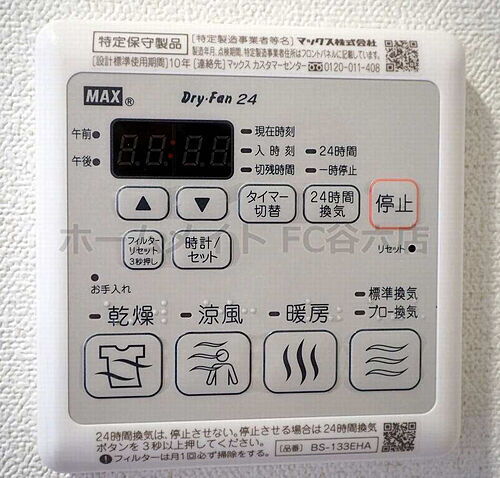 特定保守製品 [特定製造事業者等名] マックス株式会社
製造年月、点検期間、特定製造事業者住所はフロントパネルに記載しています。
[設計標準使用期間]10年 [連絡先]マックス カスタマーセンター 0120-011-408
MAX® Dry・Fan 24
午前
午後
88:88
現在時刻
入時刻 24時間
切残時間 一時停止
▲ ▼ タイマー切替 24時間換気 停止
フィルターリセット3秒押し 時計/セット
リセット
ホームメイト FC谷六店
お手入れ
乾燥 涼風 暖房
標準換気
ブロー換気
24時間換気は、停止させない。停止させる場合は24時間換気
ボタンを3秒以上押してください。 [品番] BS-133EHA
フィルターは月1回必ず掃除をする。